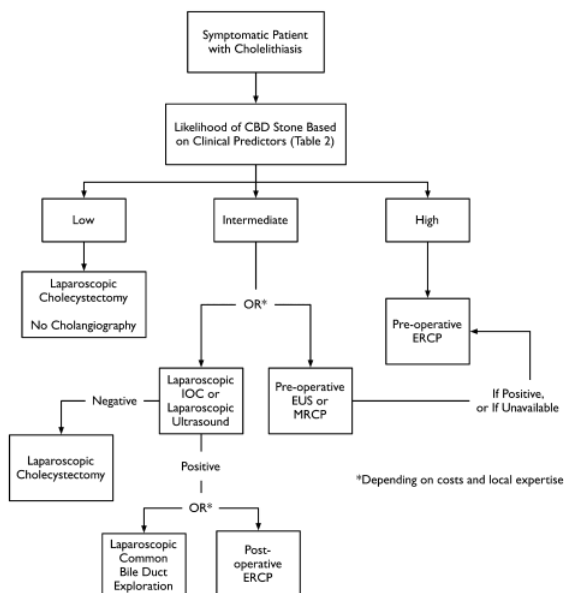 Symptomatic Patient
with Cholelithiasis
Likelihood of CBD Stone Based
on Clinical Predictors (Table 2)
Low
Intermediate
High
Laparoscopic
Cholecystectomy
No Cholangiography
OR*
Pre-operative
ERCP
Laparoscopic
IOC or
Laparoscopic
Ultrasound
Pre-operative
EUS or
MRCP
If Positive,
or If Unavailable
Negative
Laparoscopic
Cholecystectomy
Positive
*Depending on costs and local expertise
OR*
Laparoscopic
Common
Bile Duct
Exploration
Post-
operative
ERCP